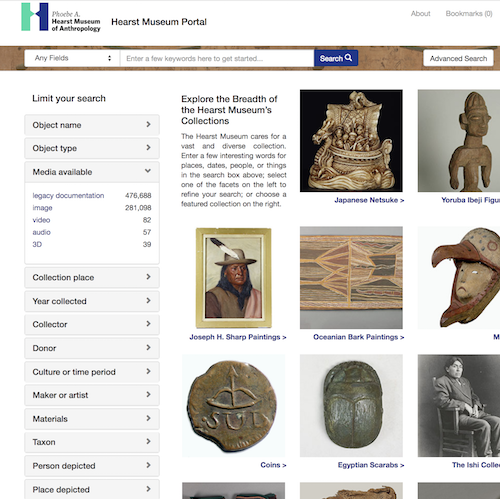 Phoebe A.
Hearst Museum
of Anthropology
Hearst Museum Portal
About
Bookmarks (0)
Any Fields
Enter a few keywords here to get started...
Search
Advanced Search
Limit your search
Object name
Object type
Media available
legacy documentation 476,688
image 281,098
video 82
audio 57
3D 39
Collection place
Year collected
Collector
Donor
Culture or time period
Maker or artist
Materials
Taxon
Person depicted
Place depicted
Explore the Breadth of
the Hearst Museum's
Collections
The Hearst Museum cares for a
vast and diverse collection.
Enter a few interesting words for
places, dates, people, or things
in the search box above; select
one of the facets on the left to
refine your search; or choose a
featured collection on the right.
Japanese Netsuke >
Yoruba Ibeji Figu
Joseph H. Sharp Paintings >
Oceanian Bark Paintings >
M
Coins >
Egyptian Scarabs >
The Ishi Colle